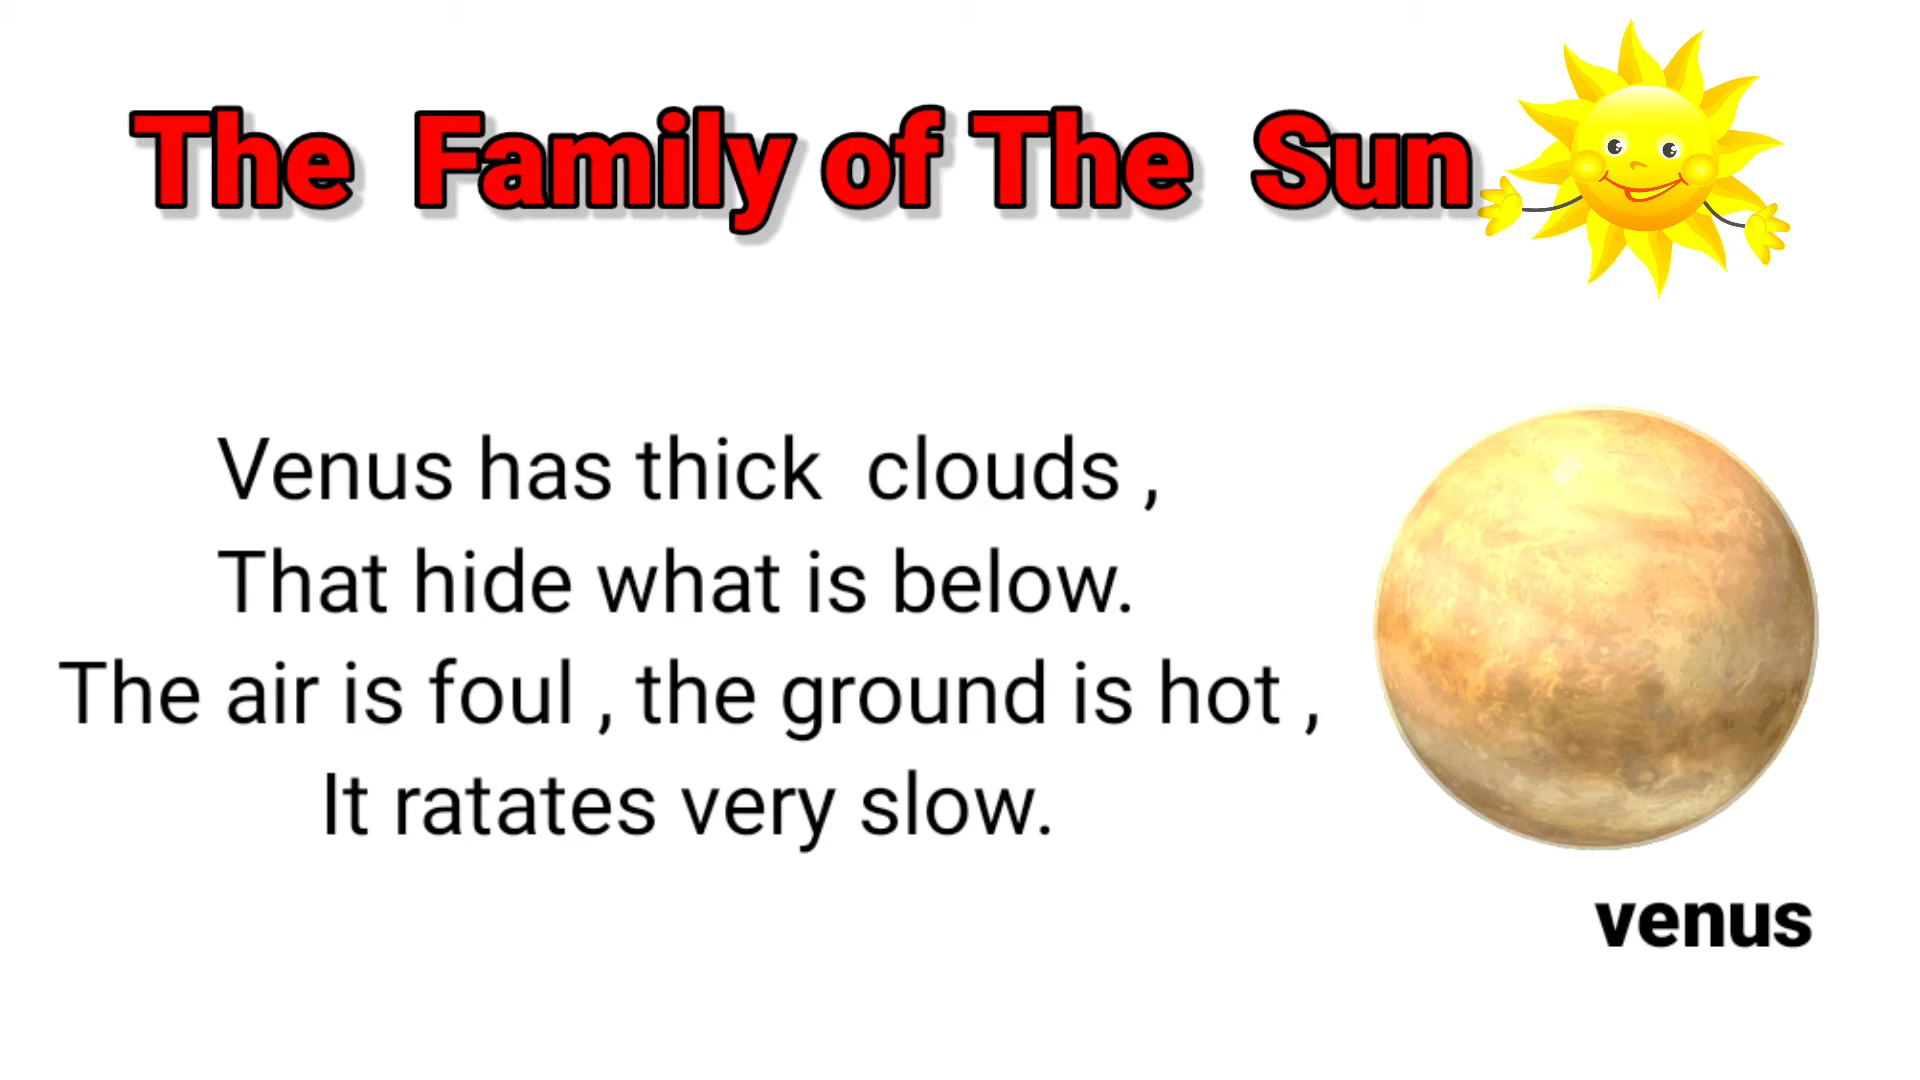 The Family of The Sun
Venus has thick clouds ,
That hide what is below.
The air is foul , the ground is hot ,
It ratates very slow.
venus